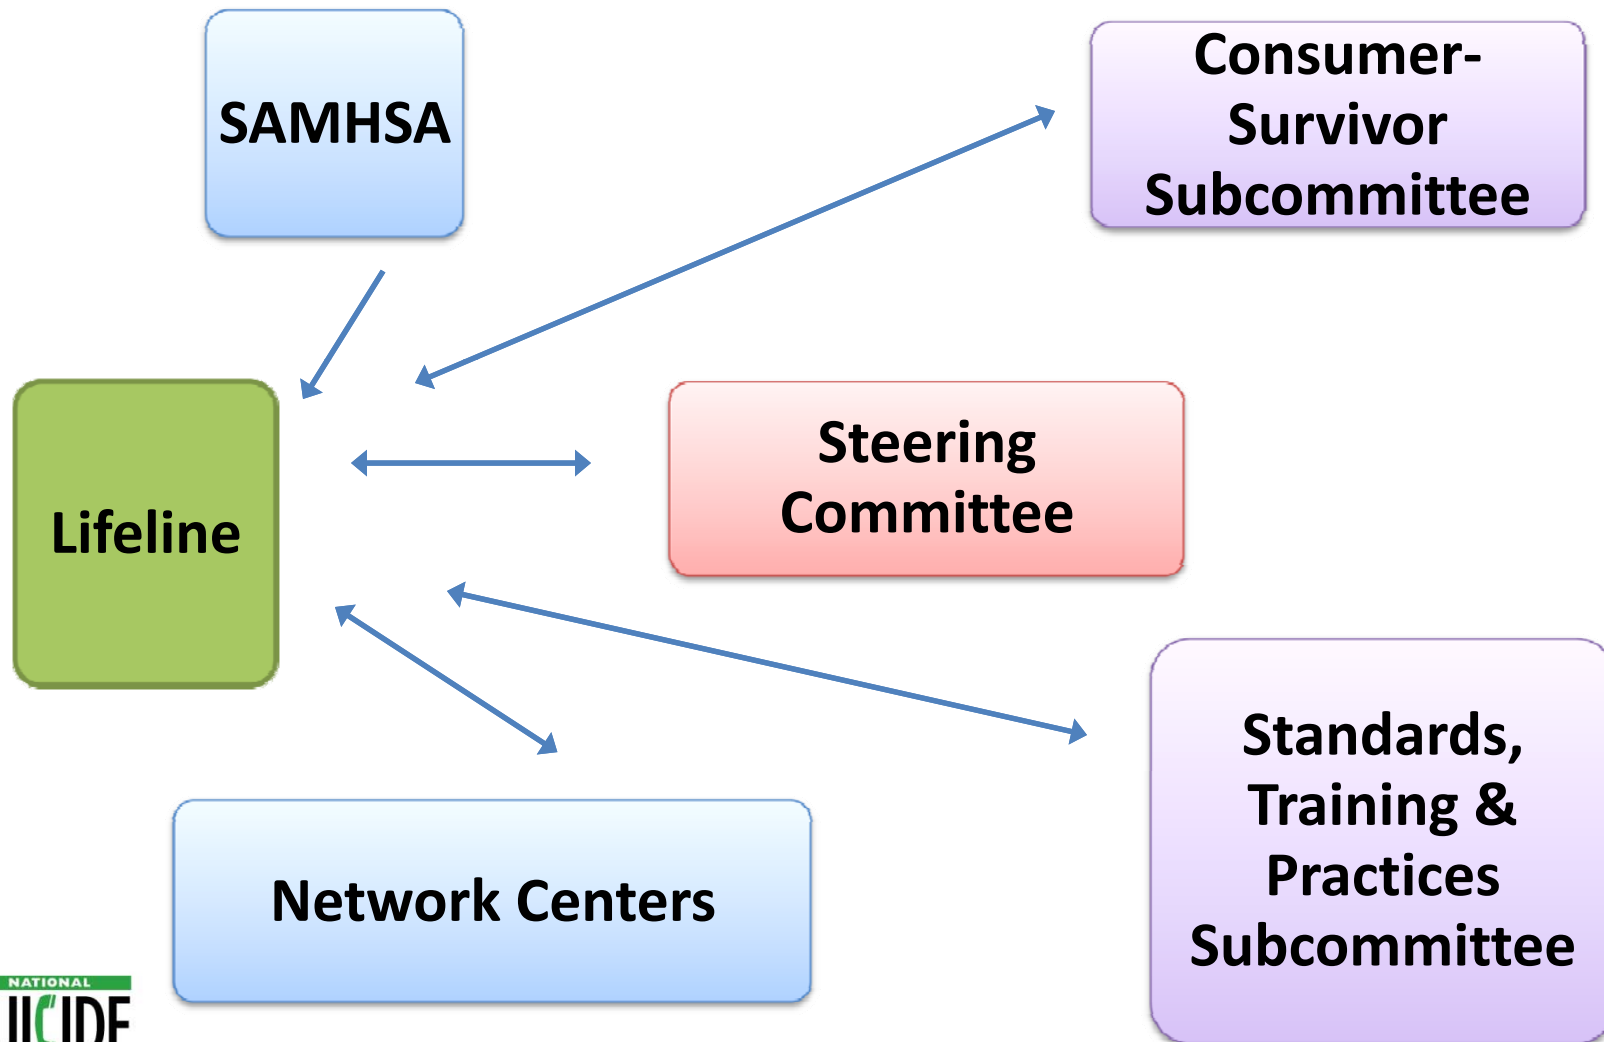 SAMHSA
Consumer-
Survivor
Subcommittee
Steering
Committee
Lifeline
Standards,
Training &
Practices
Subcommittee
Network Centers
NATIONAL